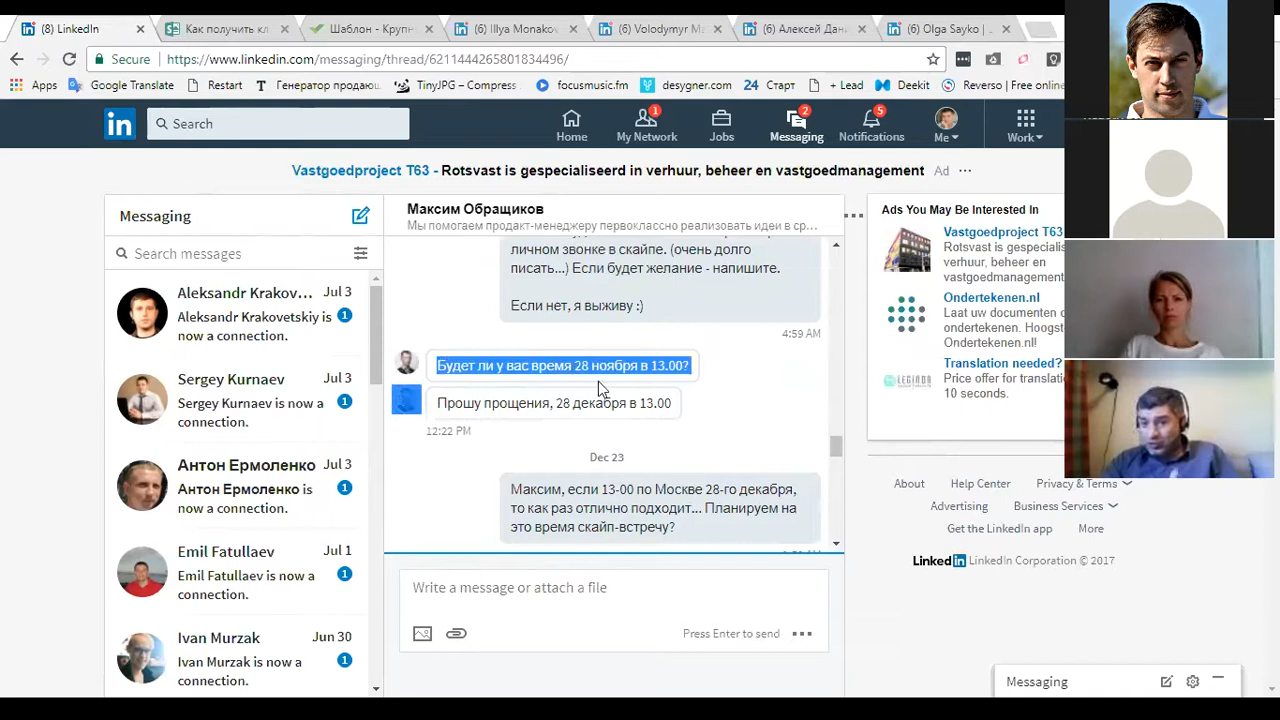 (8) LinkedIn
Как получить кл
Шаблон - Крупн
(6) Illya Monako
(6) Volodymyr M
(6) Алексей Дан
(6) Olga Sayko | ...
Secure
https://www.linkedin.com/messaging/thread/6211444265801834496/
Apps
Google Translate
Restart
Генератор продающ
TinyJPG – Compress
focusmusic.fm
desygner.com
24 Старт
+ Lead
Deekit
Reverso | Free online
in
Search
Home
1
My Network
Jobs
2
Messaging
5
Notifications
Me
Work
Vastgoedproject T63 - Rotsvast is gespecialiseerd in verhuur, beheer en vastgoedmanagement Ad ...
Messaging
Search messages
Aleksandr Krakov... Jul 3
Aleksandr Krakovetskiy is 1
now a connection.
Sergey Kurnaev Jul 3
Sergey Kurnaev is now a 1
connection.
Антон Ермоленко Jul 3
Антон Ермоленко is 1
now a connection.
Emil Fatullaev Jul 1
Emil Fatullaev is now a 1
connection.
Ivan Murzak Jun 30
Ivan Murzak is now a 1
connection.
Максим Обращиков
Мы помогаем продакт-менеджеру первоклассно реализовать идеи в ср...
личном звонке в скайпе. (очень долго
писать...) Если будет желание - напишите.
Если нет, я выживу :)
4:59 AM
Будет ли у вас время 28 ноября в 13.00?
Прошу прощения, 28 декабря в 13.00
12:22 PM
Dec 23
Максим, если 13-00 по Москве 28-го декабря,
то как раз отлично подходит... Планируем на
это время скайп-встречу?
Write a message or attach a file
Press Enter to send
Ads You May Be Interested In
Vastgoedproject T63
Rotsvast is gespecialis
verhuur, beheer en
vastgoedmanagement
Ondertekenen.nl
Laat uw documenten o
ondertekenen. Hoogst
Ondertekenen.nl!
LEGINDA
Translation needed?
Price offer for translati
10 seconds.
About
Help Center
Privacy & Terms
Advertising
Business Services
Get the LinkedIn app
More
LinkedIn LinkedIn Corporation © 2017
Messaging